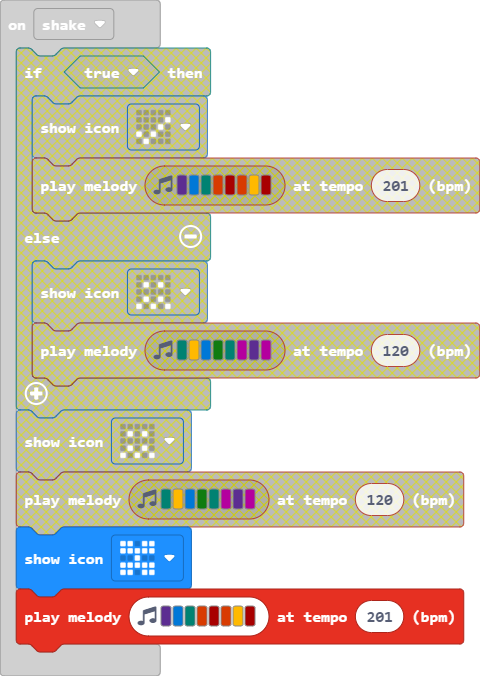 on shake
if true then
show icon
play melody at tempo 201 (bpm)
else
show icon
play melody at tempo 120 (bpm)
show icon
play melody at tempo 120 (bpm)
show icon
play melody at tempo 201 (bpm)